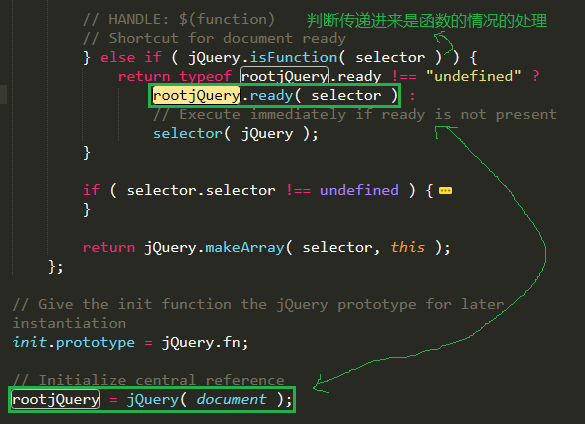 // HANDLE: $(function) 判断传递进来是函数的情况的处理
// Shortcut for document ready
} else if ( jQuery.isFunction( selector ) ) {
return typeof rootjQuery.ready !== "undefined" ?
rootjQuery.ready( selector ) :
// Execute immediately if ready is not present
selector( jQuery );
}
if ( selector.selector !== undefined ) {
}
return jQuery.makeArray( selector, this );
};
// Give the init function the jQuery prototype for later
instantiation
init.prototype = jQuery.fn;
// Initialize central reference
rootjQuery = jQuery( document );